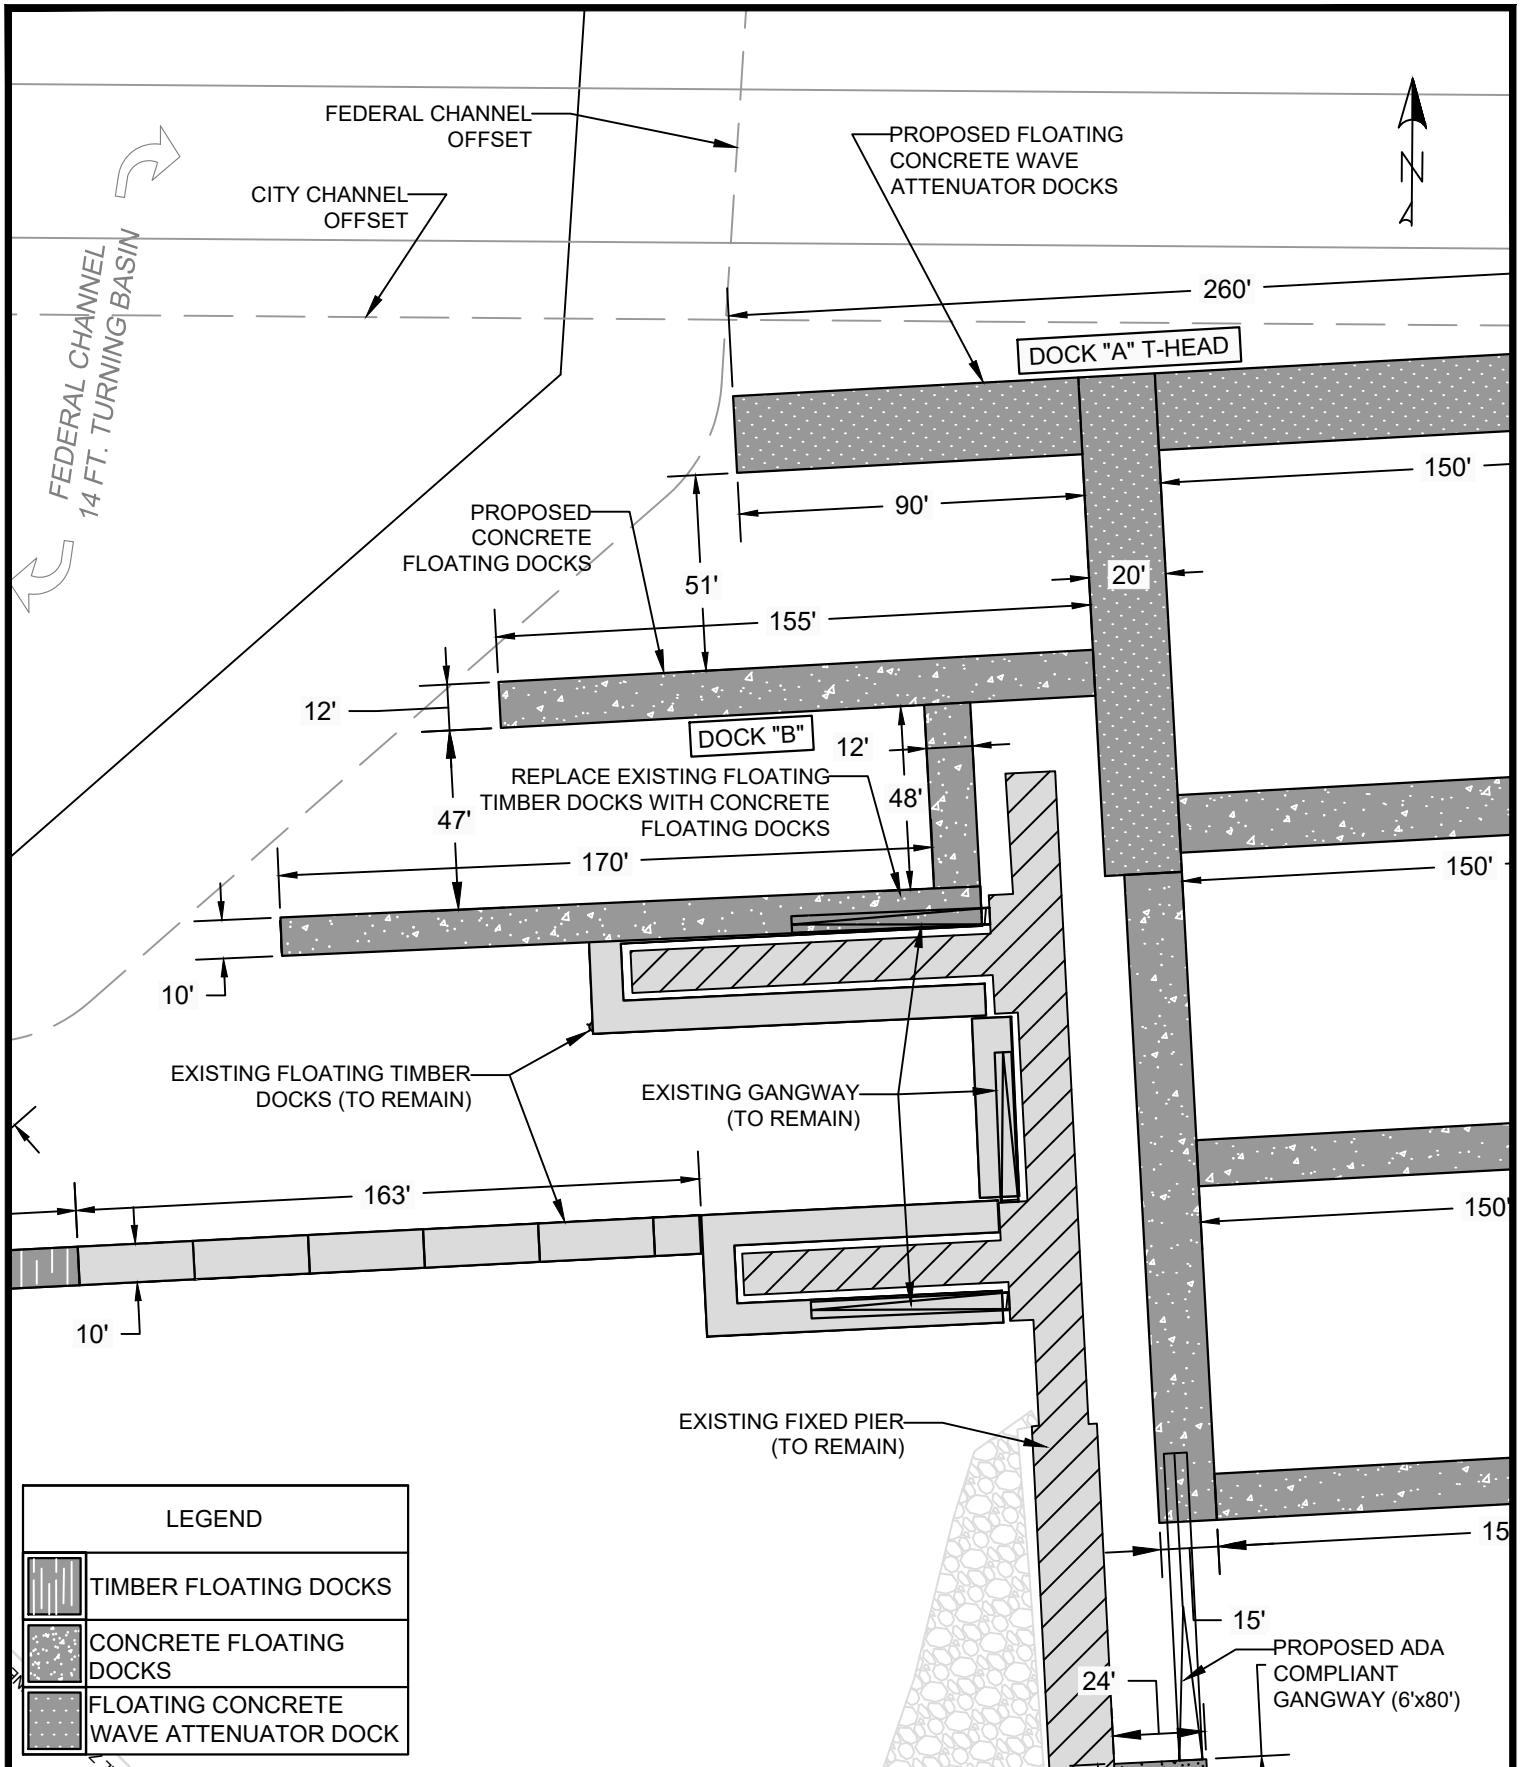 FEDERAL CHANNEL
OFFSET
CITY CHANNEL
OFFSET
PROPOSED FLOATING
CONCRETE WAVE
ATTENUATOR DOCKS
N
FEDERAL CHANNEL
14 FT. TURNING BASIN
260'
DOCK "A" T-HEAD
150'
90'
PROPOSED
CONCRETE
FLOATING DOCKS
51'
20'
155'
12'
DOCK "B"
12'
REPLACE EXISTING FLOATING
TIMBER DOCKS WITH CONCRETE
FLOATING DOCKS
48'
47'
170'
150'
10'
EXISTING FLOATING TIMBER
DOCKS (TO REMAIN)
EXISTING GANGWAY
(TO REMAIN)
163'
150'
10'
EXISTING FIXED PIER
(TO REMAIN)
LEGEND
TIMBER FLOATING DOCKS
CONCRETE FLOATING
DOCKS
FLOATING CONCRETE
WAVE ATTENUATOR DOCK
15
15'
24'
PROPOSED ADA
COMPLIANT
GANGWAY (6'x80')